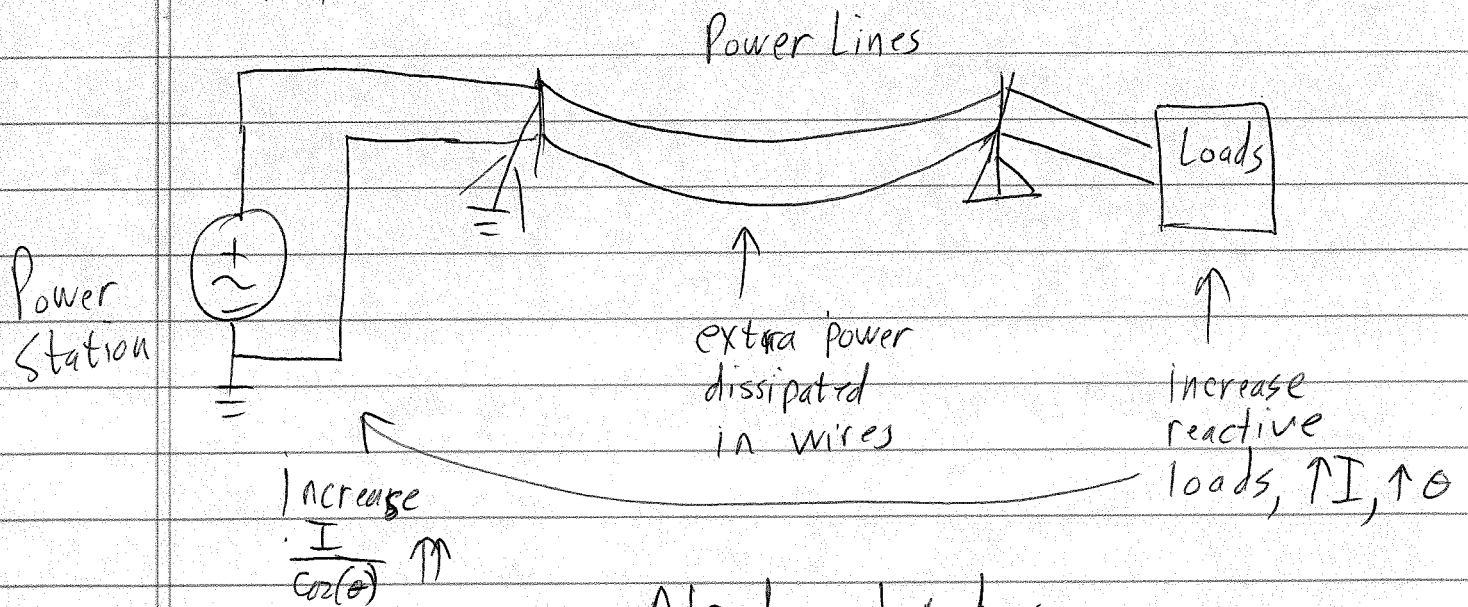 Power Lines
Loads
+
~
−
Power
Station
extra power
dissipated
in wires
increase
reactive
loads, ↑I, ↑θ
Increase
I
cos(θ) ↑↑